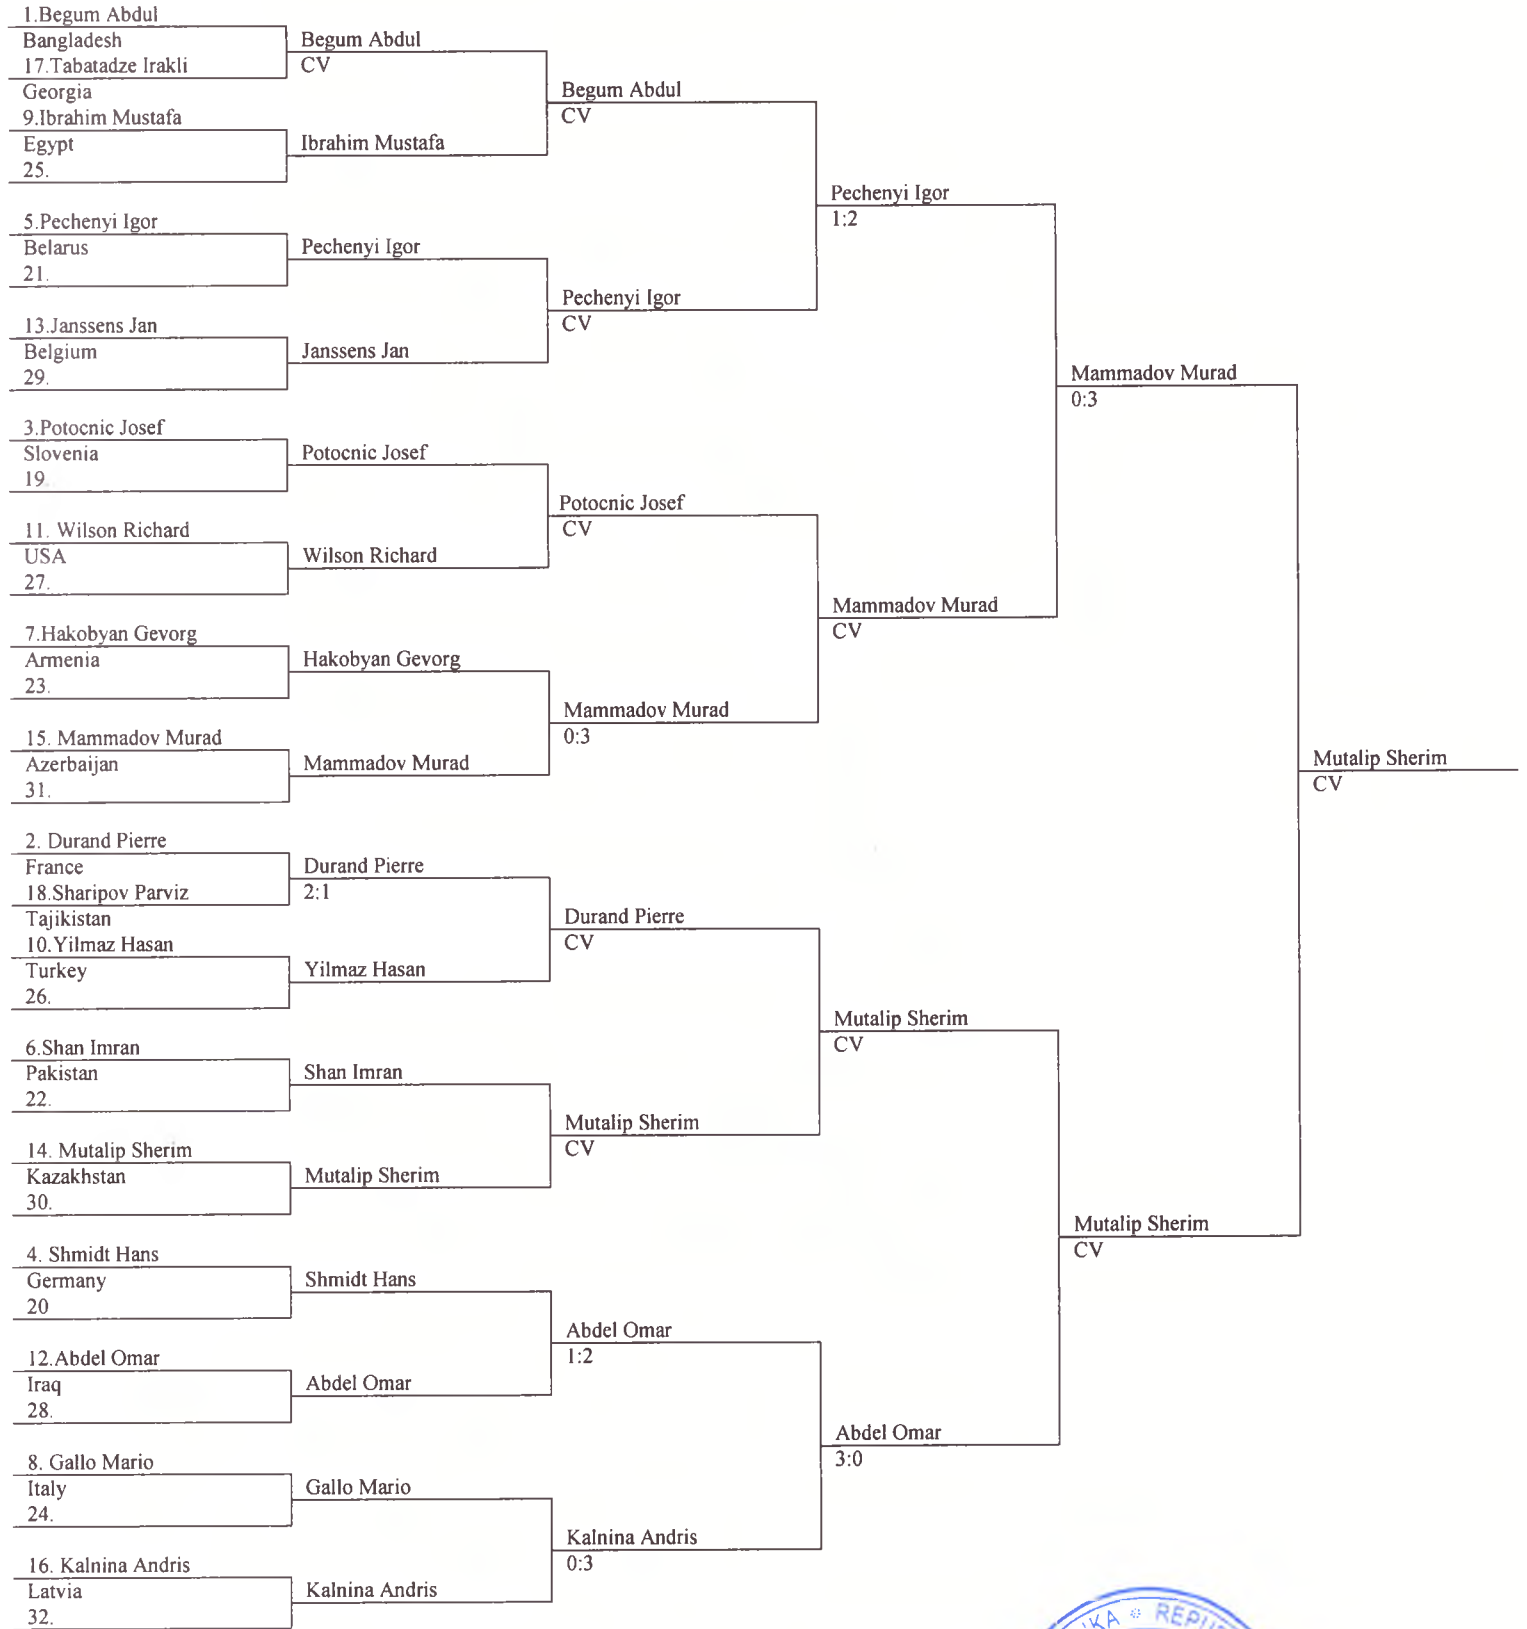 1.Begum Abdul
Bangladesh
17.Tabatadze Irakli
Georgia
9.Ibrahim Mustafa
Egypt
25.
5.Pechenyi Igor
Belarus
21.
13.Janssens Jan
Belgium
29.
3.Potocnic Josef
Slovenia
19.
11. Wilson Richard
USA
27.
7.Hakobyan Gevorg
Armenia
23.
15. Mammadov Murad
Azerbaijan
31.
2. Durand Pierre
France
18.Sharipov Parviz
Tajikistan
10.Yilmaz Hasan
Turkey
26.
6.Shan Imran
Pakistan
22.
14. Mutalip Sherim
Kazakhstan
30.
4. Shmidt Hans
Germany
20
12.Abdel Omar
Iraq
28.
8. Gallo Mario
Italy
24.
16. Kalnina Andris
Latvia
32.
Begum Abdul
CV
Ibrahim Mustafa
Pechenyi Igor
Janssens Jan
Potocnic Josef
Wilson Richard
Hakobyan Gevorg
Mammadov Murad
Durand Pierre
2:1
Yilmaz Hasan
Shan Imran
Mutalip Sherim
Shmidt Hans
Abdel Omar
Gallo Mario
Kalnina Andris
Begum Abdul
CV
Pechenyi Igor
CV
Potocnic Josef
CV
Mammadov Murad
0:3
Durand Pierre
CV
Mutalip Sherim
CV
Abdel Omar
1:2
Kalnina Andris
0:3
Pechenyi Igor
1:2
Mammadov Murad
CV
Mutalip Sherim
CV
Abdel Omar
3:0
Mammadov Murad
0:3
Mutalip Sherim
CV
Mutalip Sherim
CV